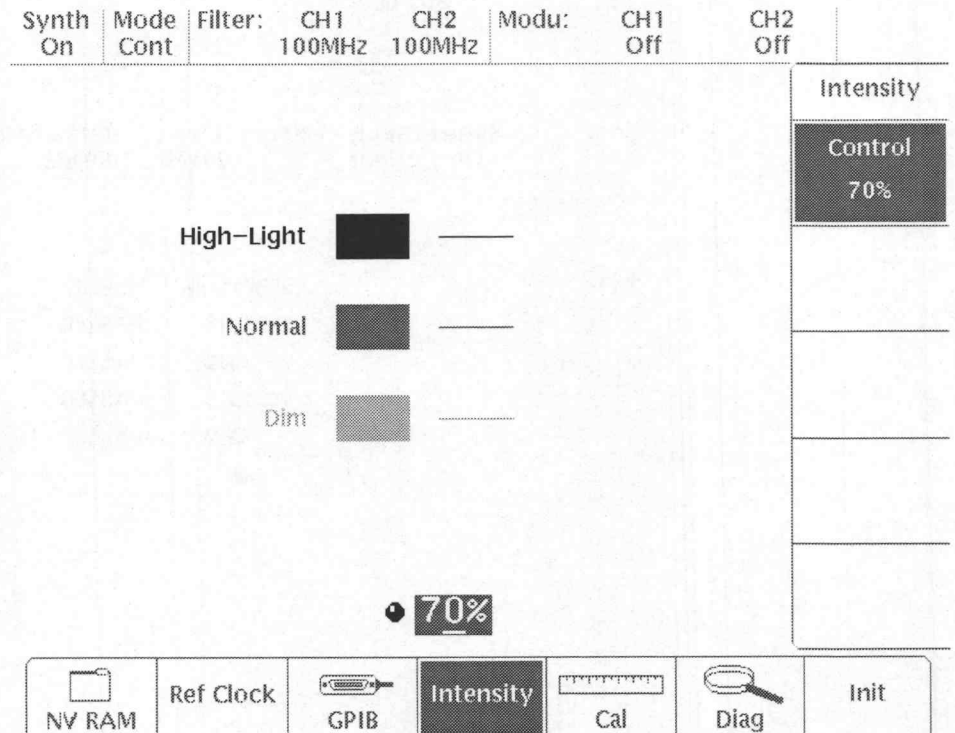 Synth Mode Filter: CH1 CH2 Modu: CH1 CH2
On Cont 100MHz 100MHz Off Off
Intensity
Control
70%
High-Light
Normal
Dim
70%
NV RAM Ref Clock GPIB Intensity Cal Diag Init